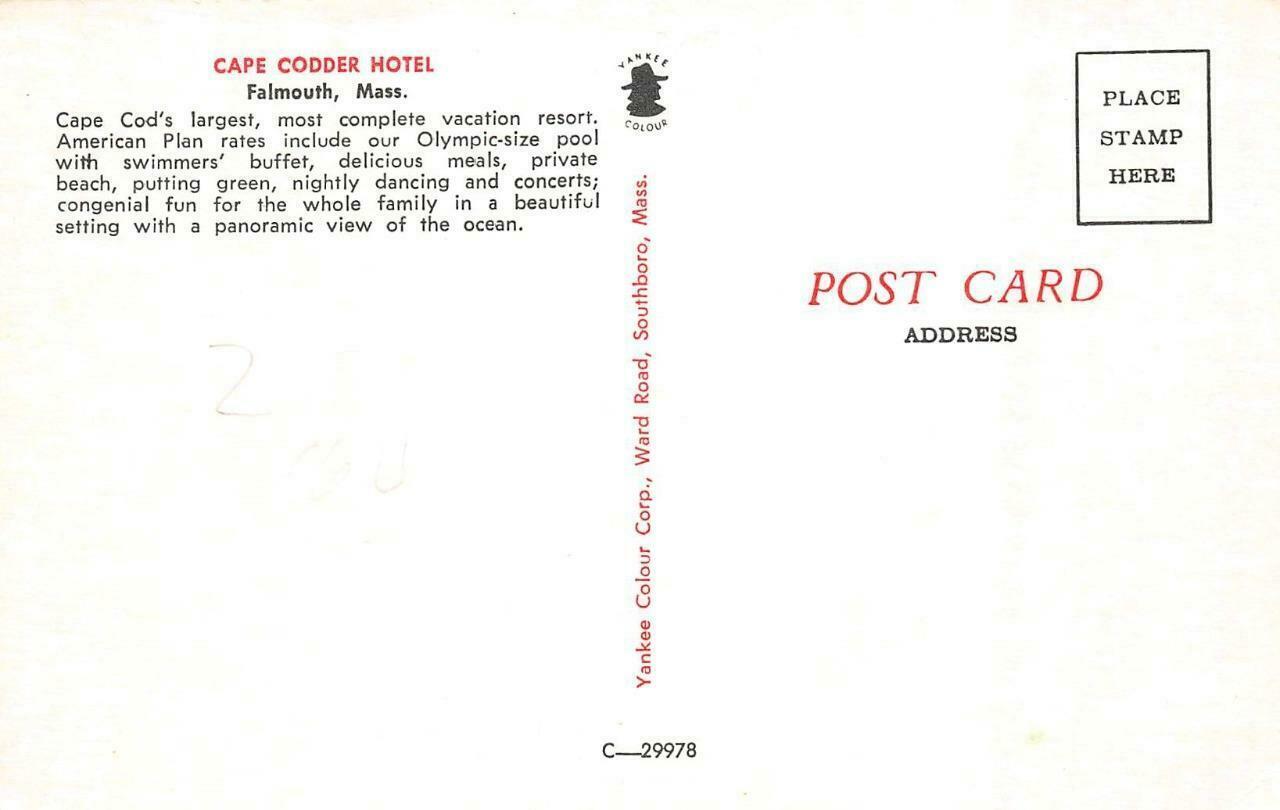 CAPE CODDER HOTEL
Falmouth, Mass.
Cape Cod's largest, most complete vacation resort.
American Plan rates include our Olympic-size pool
with swimmers' buffet, delicious meals, private
beach, putting green, nightly dancing and concerts;
congenial fun for the whole family in a beautiful
setting with a panoramic view of the ocean.
2
YANKEE
COLOUR
Yankee Colour Corp., Ward Road, Southboro, Mass.
C—29978
PLACE
STAMP
HERE
POST CARD
ADDRESS